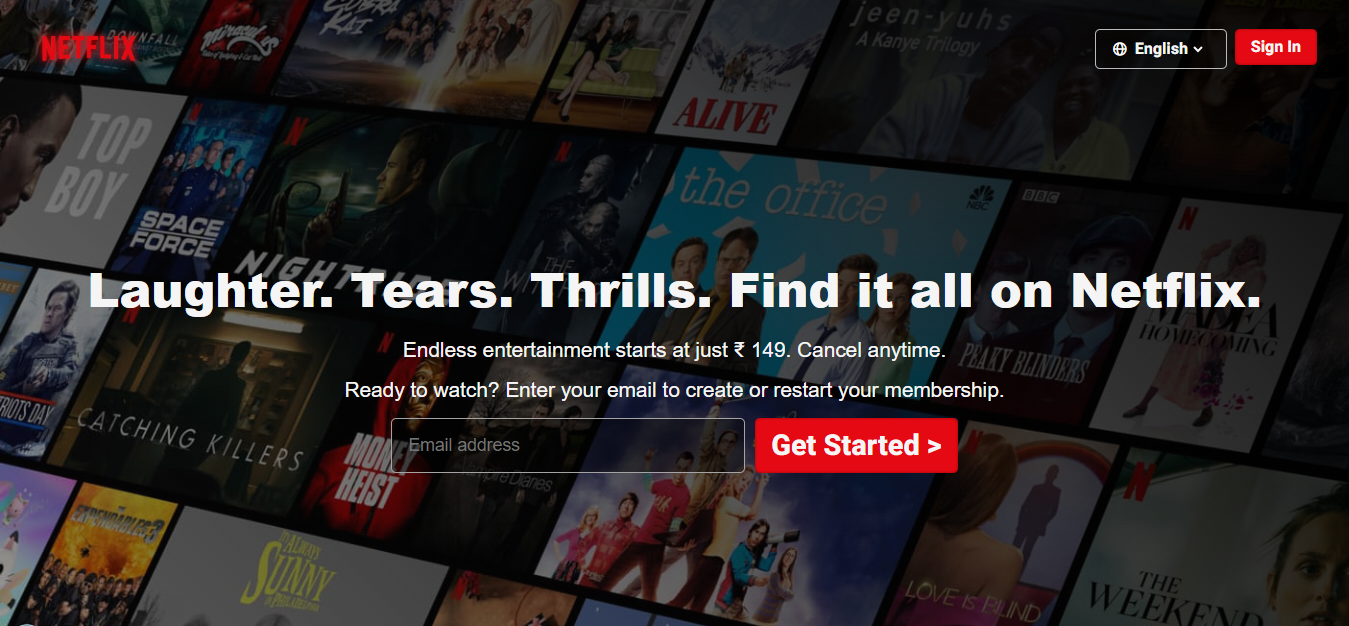 NETFLIX
DOWNFALL
Miraculous
COBRA
KAI
ALIVE
jeen-yuhs
A Kanye Trilogy
English
Sign In
TOP
BOY
SPACE
FORCE
THE
the office
NBC
BBC
PEAKY BLINDERS
MADEA
HOMECOMING
Laughter. Tears. Thrills. Find it all on Netflix.
Endless entertainment starts at just ₹ 149. Cancel anytime.
Ready to watch? Enter your email to create or restart your membership.
Email address
Get Started >
CATCHING KILLERS
MONEY
HEIST
Vampire Diaries
EXPENDABLES 3
IT'S ALWAYS
SUNNY
IN PHILADELPHIA
LOVE IS BLIND
THE
WEEKEND